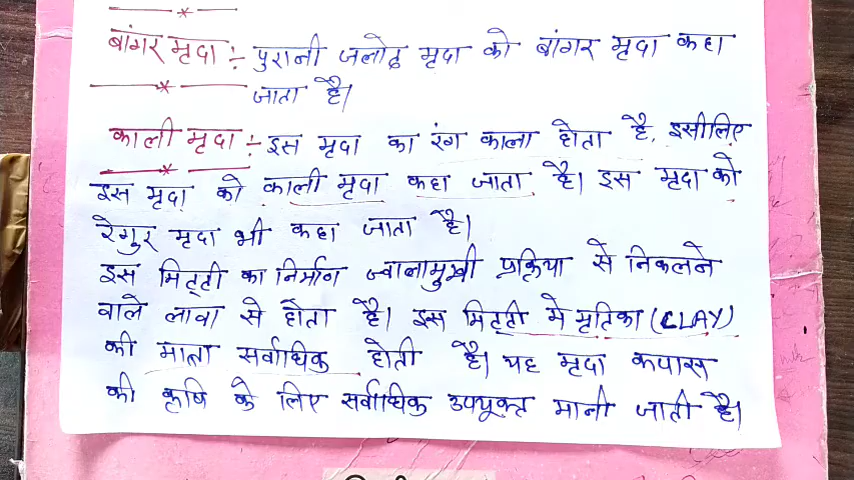 बांगर मृदा :- पुरानी जलोढ़ मृदा को बांगर मृदा कहा
जाता है।
काली मृदा :- इस मृदा का रंग काला होता है, इसीलिए
इस मृदा को काली मृदा कहा जाता है। इस मृदा को
रेगुर मृदा भी कहा जाता है।
इस मिट्टी का निर्माण ज्वालामुखी प्रक्रिया से निकलने
वाले लावा से होता है। इस मिट्टी मे मृतिका (CLAY)
की मात्रा सर्वाधिक होती है। यह मृदा कपास
की कृषि के लिए सर्वाधिक उपयूक्त मानी जाती है।